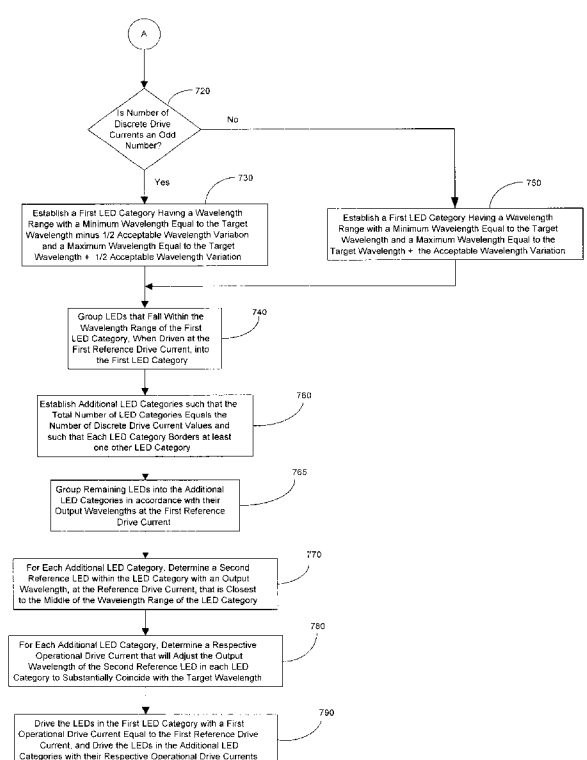 A
720
Is Number of
Discrete Drive
Currents an Odd
Number?
No
Yes
730
Establish a First LED Category Having a Wavelength
Range with a Minimum Wavelength Equal to the Target
Wavelength minus 1/2 Acceptable Wavelength Variation
and a Maximum Wavelength Equal to the Target
Wavelength + 1/2 Acceptable Wavelength Variation
750
Establish a First LED Category Having a Wavelength
Range with a Minimum Wavelength Equal to the Target
Wavelength and a Maximum Wavelength Equal to the
Target Wavelength + the Acceptable Wavelength Variation
740
Group LEDs that Fall Within the
Wavelength Range of the First
LED Category, When Driven at the
First Reference Drive Current, into
the First LED Category
760
Establish Additional LED Categories such that the
Total Number of LED Categories Equals the
Number of Discrete Drive Current Values and
such that Each LED Category Borders at least
one other LED Category
765
Group Remaining LEDs into the Additional
LED Categories in accordance with their
Output Wavelengths at the First Reference
Drive Current
770
For Each Additional LED Category, Determine a Second
Reference LED within the LED Category with an Output
Wavelength, at the Reference Drive Current, that is Closest
to the Middle of the Wavelength Range of the LED Category
780
For Each Additional LED Category, Determine a Respective
Operational Drive Current that will Adjust the Output
Wavelength of the Second Reference LED in each LED
Category to Substantially Coincide with the Target Wavelength
790
Drive the LEDs in the First LED Category with a First
Operational Drive Current Equal to the First Reference Drive
Current, and Drive the LEDs in the Additional LED
Categories with their Respective Operational Drive Currents